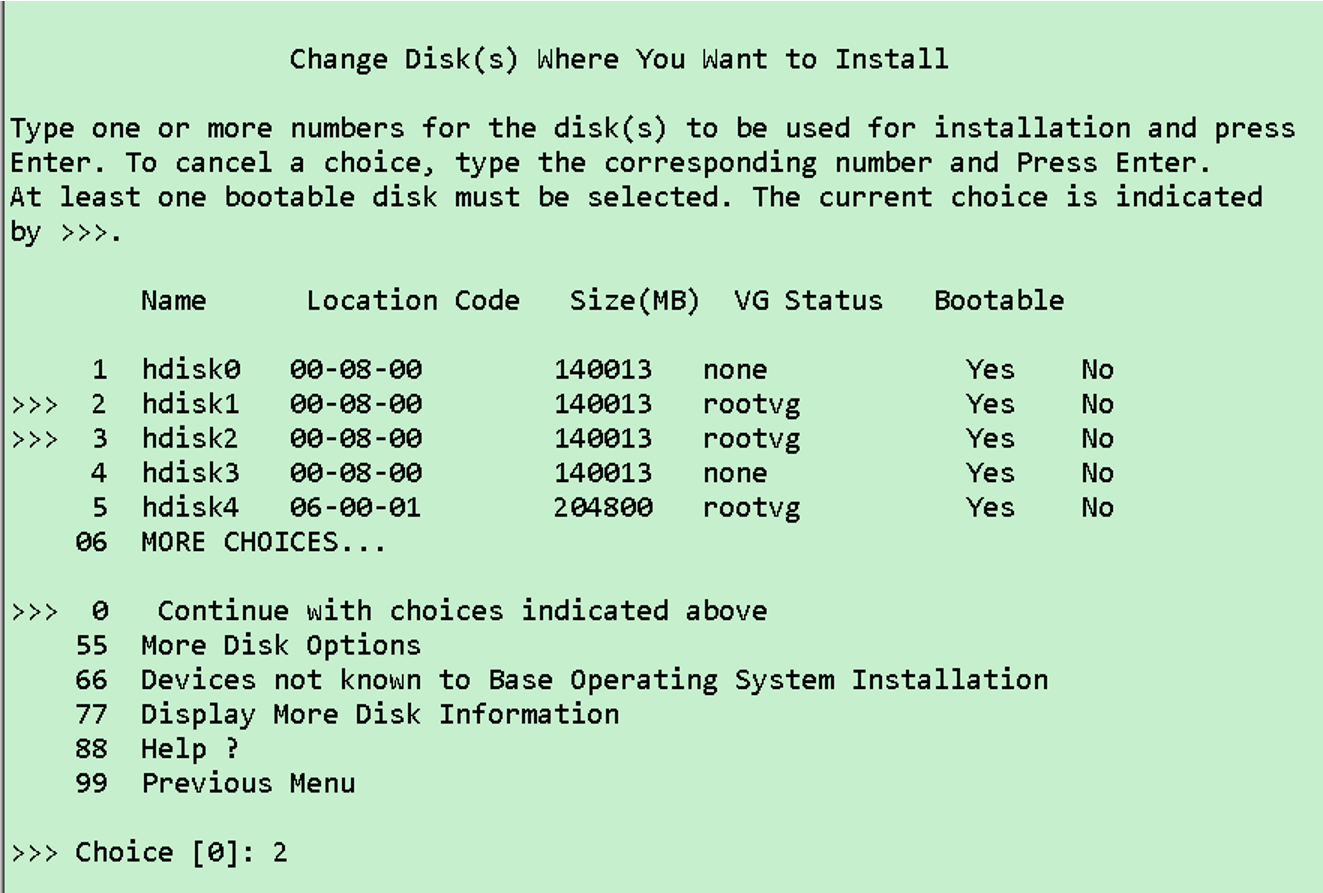 Change Disk(s) Where You Want to Install
Type one or more numbers for the disk(s) to be used for installation and press
Enter. To cancel a choice, type the corresponding number and Press Enter.
At least one bootable disk must be selected. The current choice is indicated
by >>>.
Name Location Code Size(MB) VG Status Bootable
1 hdisk0 00-08-00 140013 none Yes No
>>> 2 hdisk1 00-08-00 140013 rootvg Yes No
>>> 3 hdisk2 00-08-00 140013 rootvg Yes No
4 hdisk3 00-08-00 140013 none Yes No
5 hdisk4 06-00-01 204800 rootvg Yes No
06 MORE CHOICES...
>>> 0 Continue with choices indicated above
55 More Disk Options
66 Devices not known to Base Operating System Installation
77 Display More Disk Information
88 Help ?
99 Previous Menu
>>> Choice [0]: 2